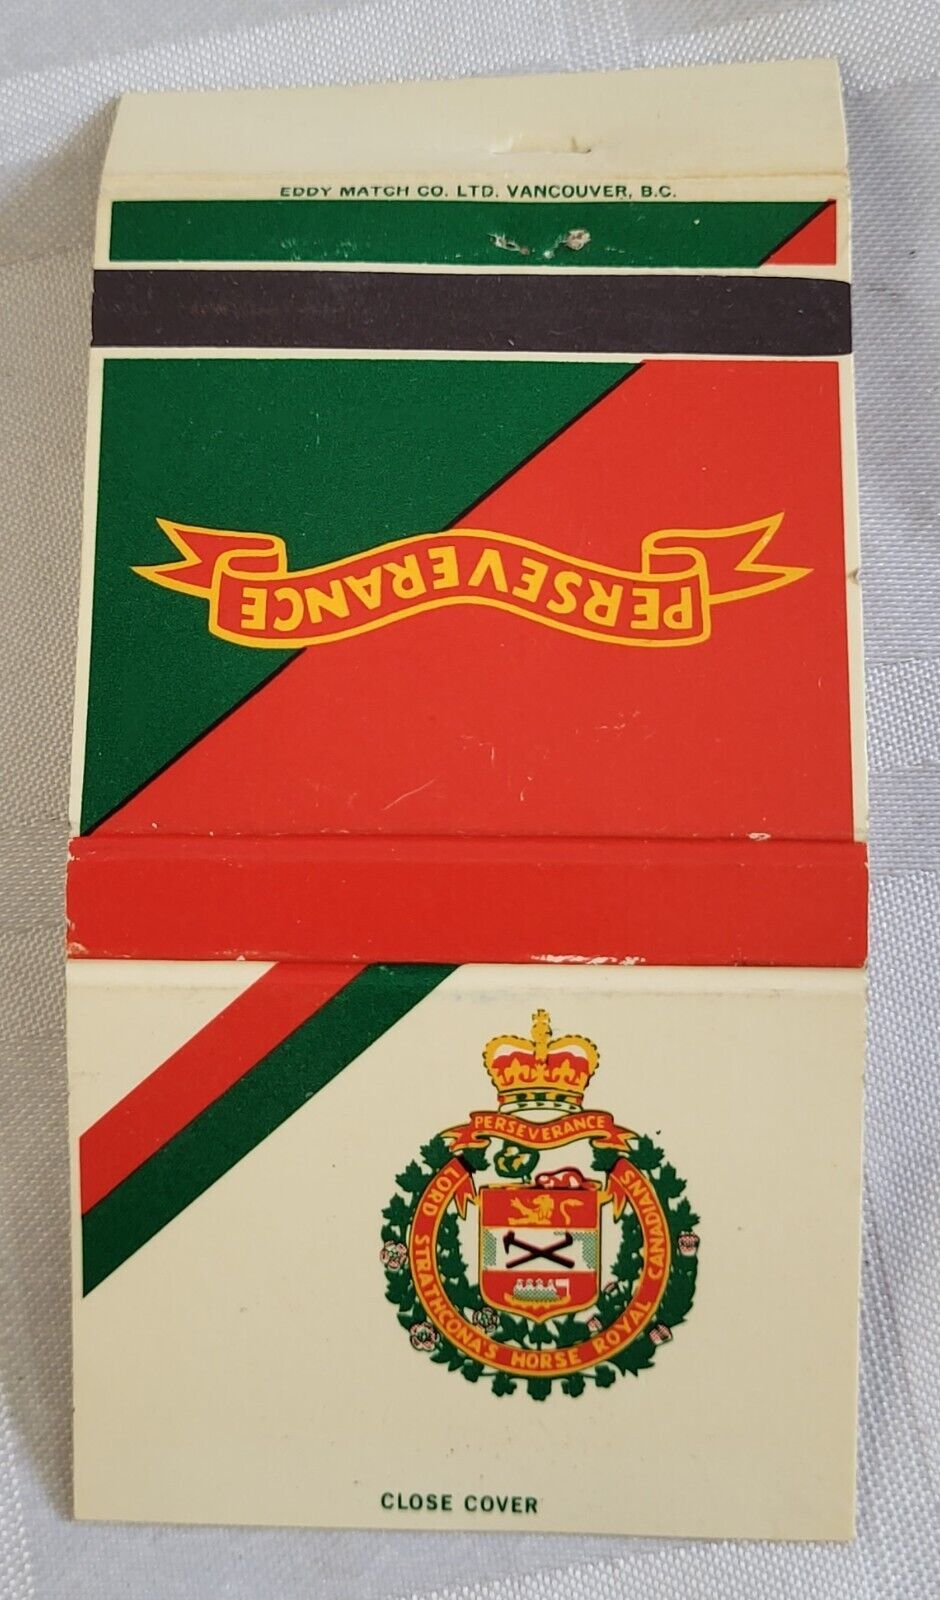 EDDY MATCH CO. LTD. VANCOUVER, B.C.
PERSEVERANCE
PERSEVERANCE
LORD STRATHCONA'S HORSE ROYAL CANADIANS
CLOSE COVER